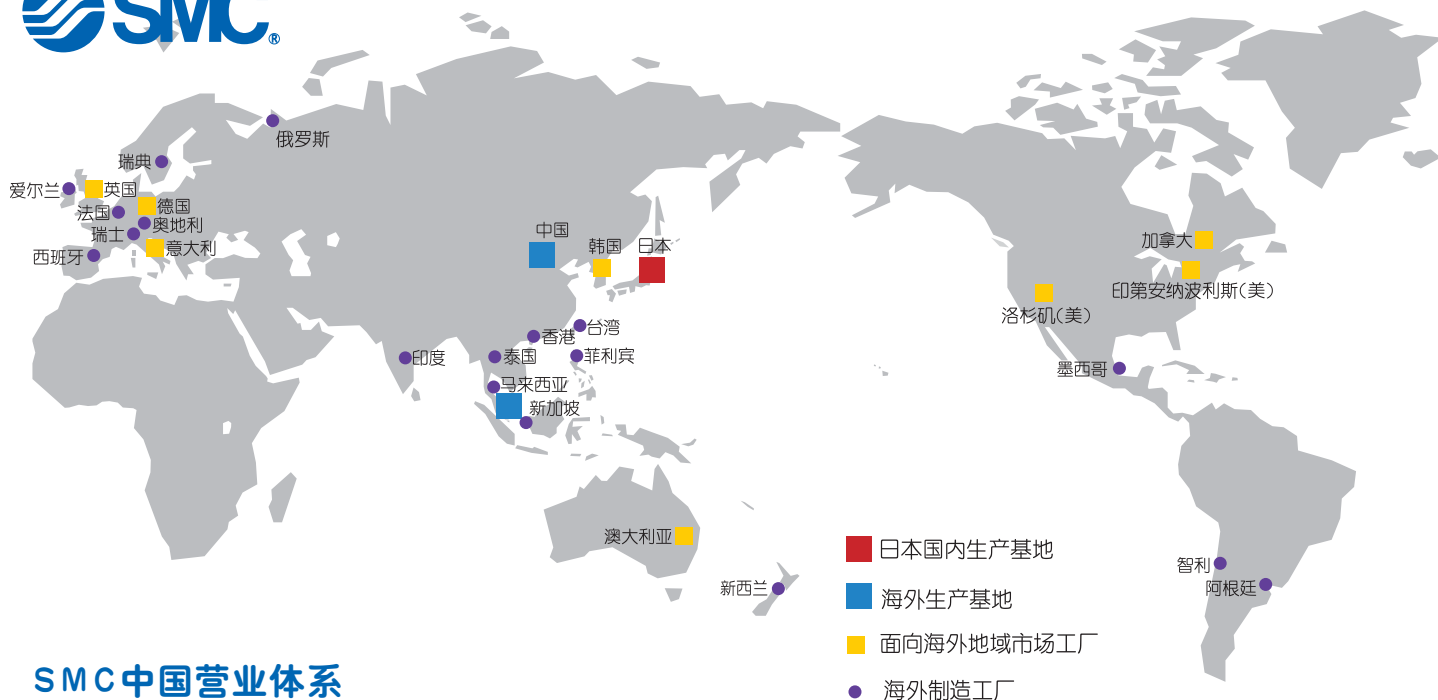 SMC®
俄罗斯
瑞典
爱尔兰
英国
法国
德国
奥地利
瑞士
意大利
西班牙
中国
韩国
日本
加拿大
印第安纳波利斯(美)
洛杉矶(美)
台湾
香港
印度
泰国
菲利宾
墨西哥
马来西亚
新加坡
澳大利亚
日本国内生产基地
智利
新西兰
阿根廷
海外生产基地
面向海外地域市场工厂
SMC中国营业体系
海外制造工厂